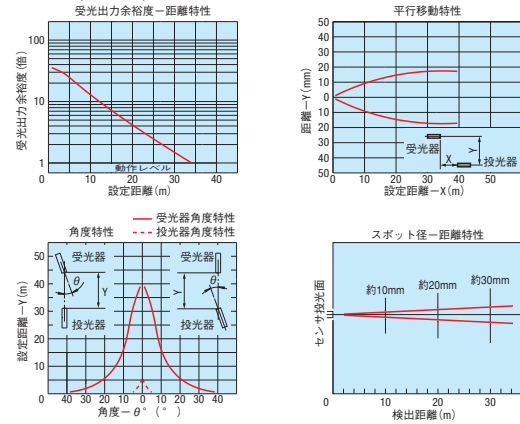 受光出力余裕度－距離特性
受光出力余裕度(倍)
100
10
1
動作レベル
0 10 20 30 40
設定距離(m)
平行移動特性
距離－Y(mm)
50
40
30
20
10
0
10
20
30
40
50
受光器
投光器
X
Y
0 10 20 30 40 50
設定距離－X(m)
受光器角度特性
角度特性 投光器角度特性
設定距離－Y(m)
50
40
30
20
10
受光器 受光器
θ θ
Y Y
投光器 投光器
0 40 30 20 10 0 10 20 30 40
角度－θ°(°)
スポット径－距離特性
センサ投光面
約10mm
約20mm
約30mm
0 10 20 30
検出距離(m)